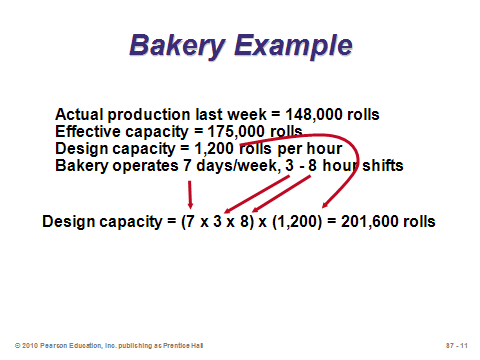 Bakery Example
Actual production last week = 148,000 rolls
Effective capacity = 175,000 rolls
Design capacity = 1,200 rolls per hour
Bakery operates 7 days/week, 3 - 8 hour shifts
Design capacity = (7 x 3 x 8) x (1,200) = 201,600 rolls
© 2010 Pearson Education, Inc. publishing as Prentice Hall
87 - 11